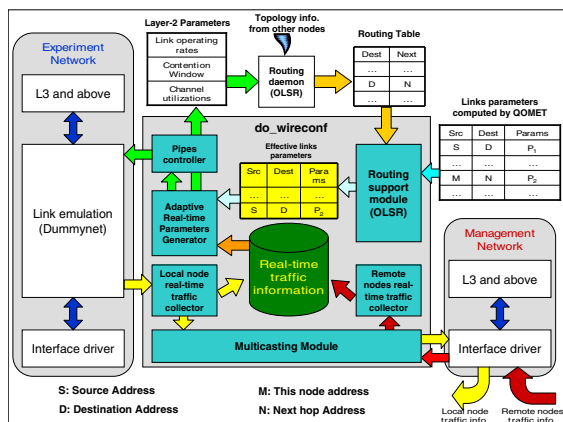 Experiment
Network
L3 and above
Link emulation
(Dummynet)
Interface driver
Layer-2 Parameters
Link operating
rates
Contention
Window
Channel
utilizations
Topology info.
from other nodes
Routing
daemon
(OLSR)
Routing Table
Dest Next
... ...
D N
... ...
Links parameters
computed by QOMET
Src Dest Params
S D P1
... ... ...
M N P2
... ... ...
do_wireconf
Pipes
controller
Effective links
parameters
Src Dest Para
ms
... ... ...
S D P2
Routing
support
module
(OLSR)
Adaptive
Real-time
Parameters
Generator
Real-time
traffic
information
Local node
real-time
traffic
collector
Remote
nodes real-
time traffic
collector
Multicasting Module
Management
Network
L3 and above
Interface driver
S: Source Address
D: Destination Address
M: This node address
N: Next hop Address
Local node
traffic info
Remote nodes
traffic info